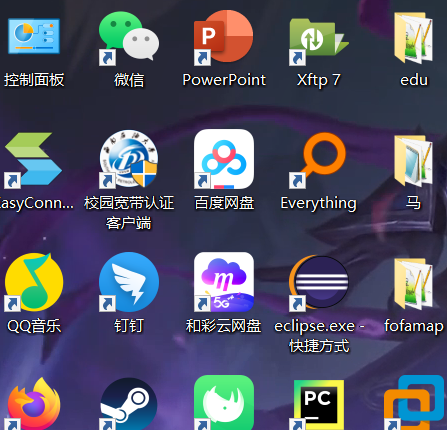 控制面板
微信
PowerPoint
Xftp 7
edu
EasyConn...
校园宽带认证
客户端
百度网盘
Everything
马
QQ音乐
钉钉
和彩云网盘
eclipse.exe -
快捷方式
fofamap
P
m
5G+
PC